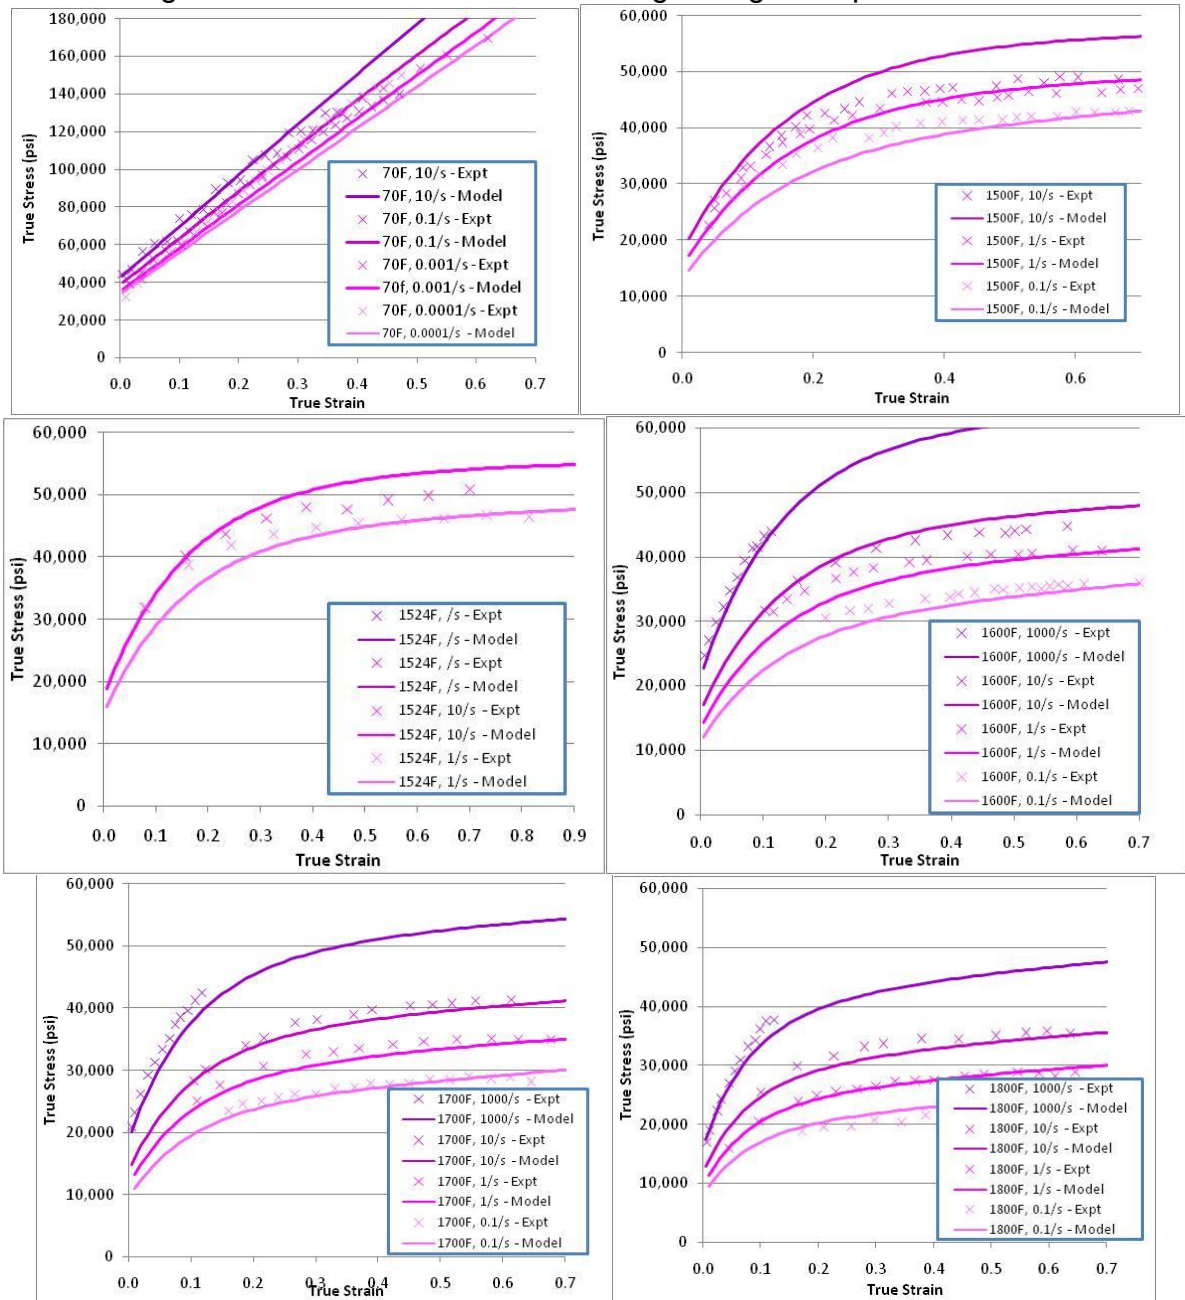 180,000
160,000
140,000
120,000
100,000
80,000
60,000
40,000
20,000
0
True Stress (psi)
70F, 10/s - Expt
70F, 10/s - Model
70F, 0.1/s - Expt
70F, 0.1/s - Model
70F, 0.001/s - Expt
70f, 0.001/s - Model
70F, 0.0001/s - Expt
70F, 0.0001/s - Model
0.0 0.1 0.2 0.3 0.4 0.5 0.6 0.7
True Strain
60,000
50,000
40,000
30,000
20,000
10,000
0
True Stress (psi)
1500F, 10/s - Expt
1500F, 10/s - Model
1500F, 1/s - Expt
1500F, 1/s - Model
1500F, 0.1/s - Expt
1500F, 0.1/s - Model
0.0 0.2 0.4 0.6
True Strain
60,000
50,000
40,000
30,000
20,000
10,000
0
True Stress (psi)
1524F, /s - Expt
1524F, /s - Model
1524F, /s - Expt
1524F, /s - Model
1524F, 10/s - Expt
1524F, 10/s - Model
1524F, 1/s - Expt
1524F, 1/s - Model
0.0 0.1 0.2 0.3 0.4 0.5 0.6 0.7 0.8 0.9
True Strain
60,000
50,000
40,000
30,000
20,000
10,000
0
True Stress (psi)
1600F, 1000/s - Expt
1600F, 1000/s - Model
1600F, 10/s - Expt
1600F, 10/s - Model
1600F, 1/s - Expt
1600F, 1/s - Model
1600F, 0.1/s - Expt
1600F, 0.1/s - Model
0.0 0.1 0.2 0.3 0.4 0.5 0.6 0.7
True Strain
60,000
50,000
40,000
30,000
20,000
10,000
0
True Stress (psi)
1700F, 1000/s - Expt
1700F, 1000/s - Model
1700F, 10/s - Expt
1700F, 10/s - Model
1700F, 1/s - Expt
1700F, 1/s - Model
1700F, 0.1/s - Expt
1700F, 0.1/s - Model
0.0 0.1 0.2 0.3 0.4 0.5 0.6 0.7
True Strain
60,000
50,000
40,000
30,000
20,000
10,000
0
True Stress (psi)
1800F, 1000/s - Expt
1800F, 1000/s - Model
1800F, 10/s - Expt
1800F, 10/s - Model
1800F, 1/s - Expt
1800F, 1/s - Model
1800F, 0.1/s - Expt
1800F, 0.1/s - Model
0.0 0.1 0.2 0.3 0.4 0.5 0.6 0.7
True Strain